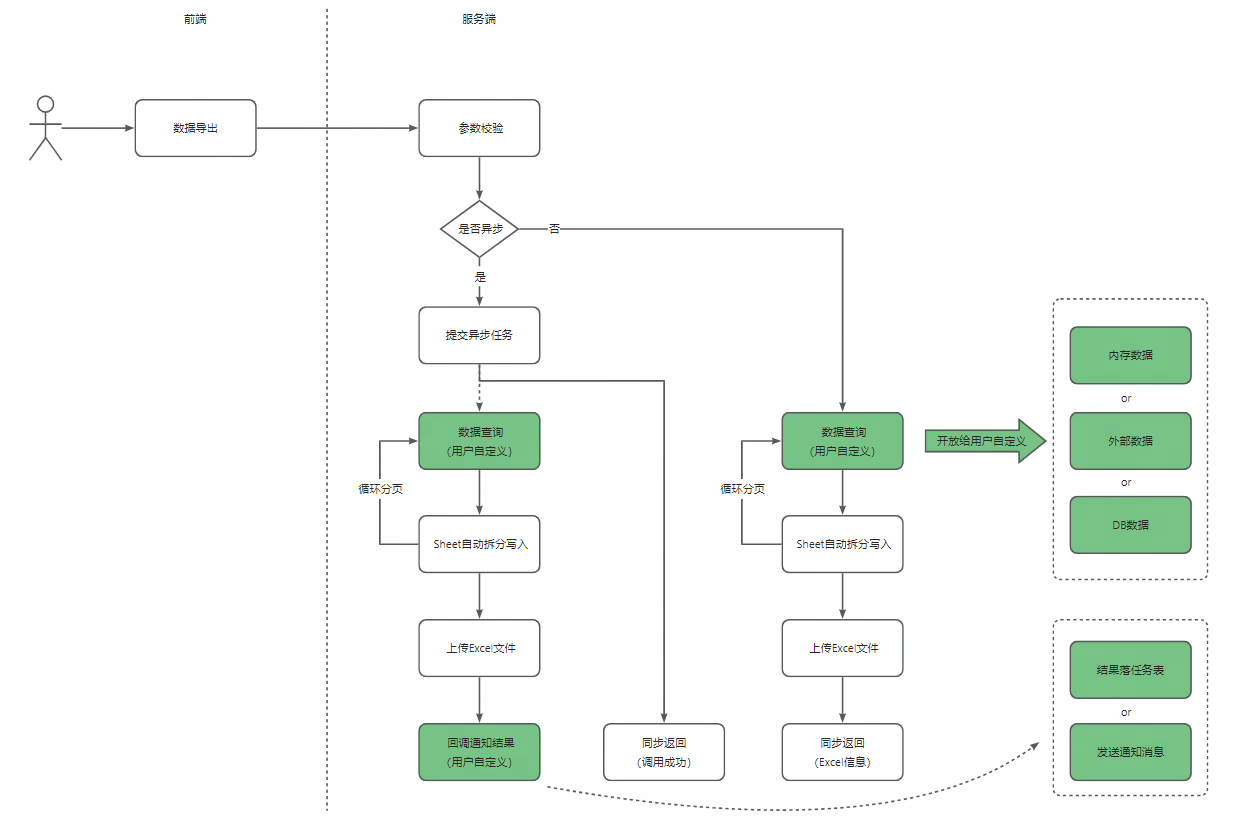 前端
服务端
数据导出
参数校验
是否异步
否
是
提交异步任务
数据查询
(用户自定义)
循环分页
Sheet自动拆分写入
上传Excel文件
回调通知结果
(用户自定义)
同步返回
(调用成功)
数据查询
(用户自定义)
循环分页
Sheet自动拆分写入
上传Excel文件
同步返回
(Excel信息)
开放给用户自定义
内存数据
or
外部数据
or
DB数据
结果落任务表
or
发送通知消息